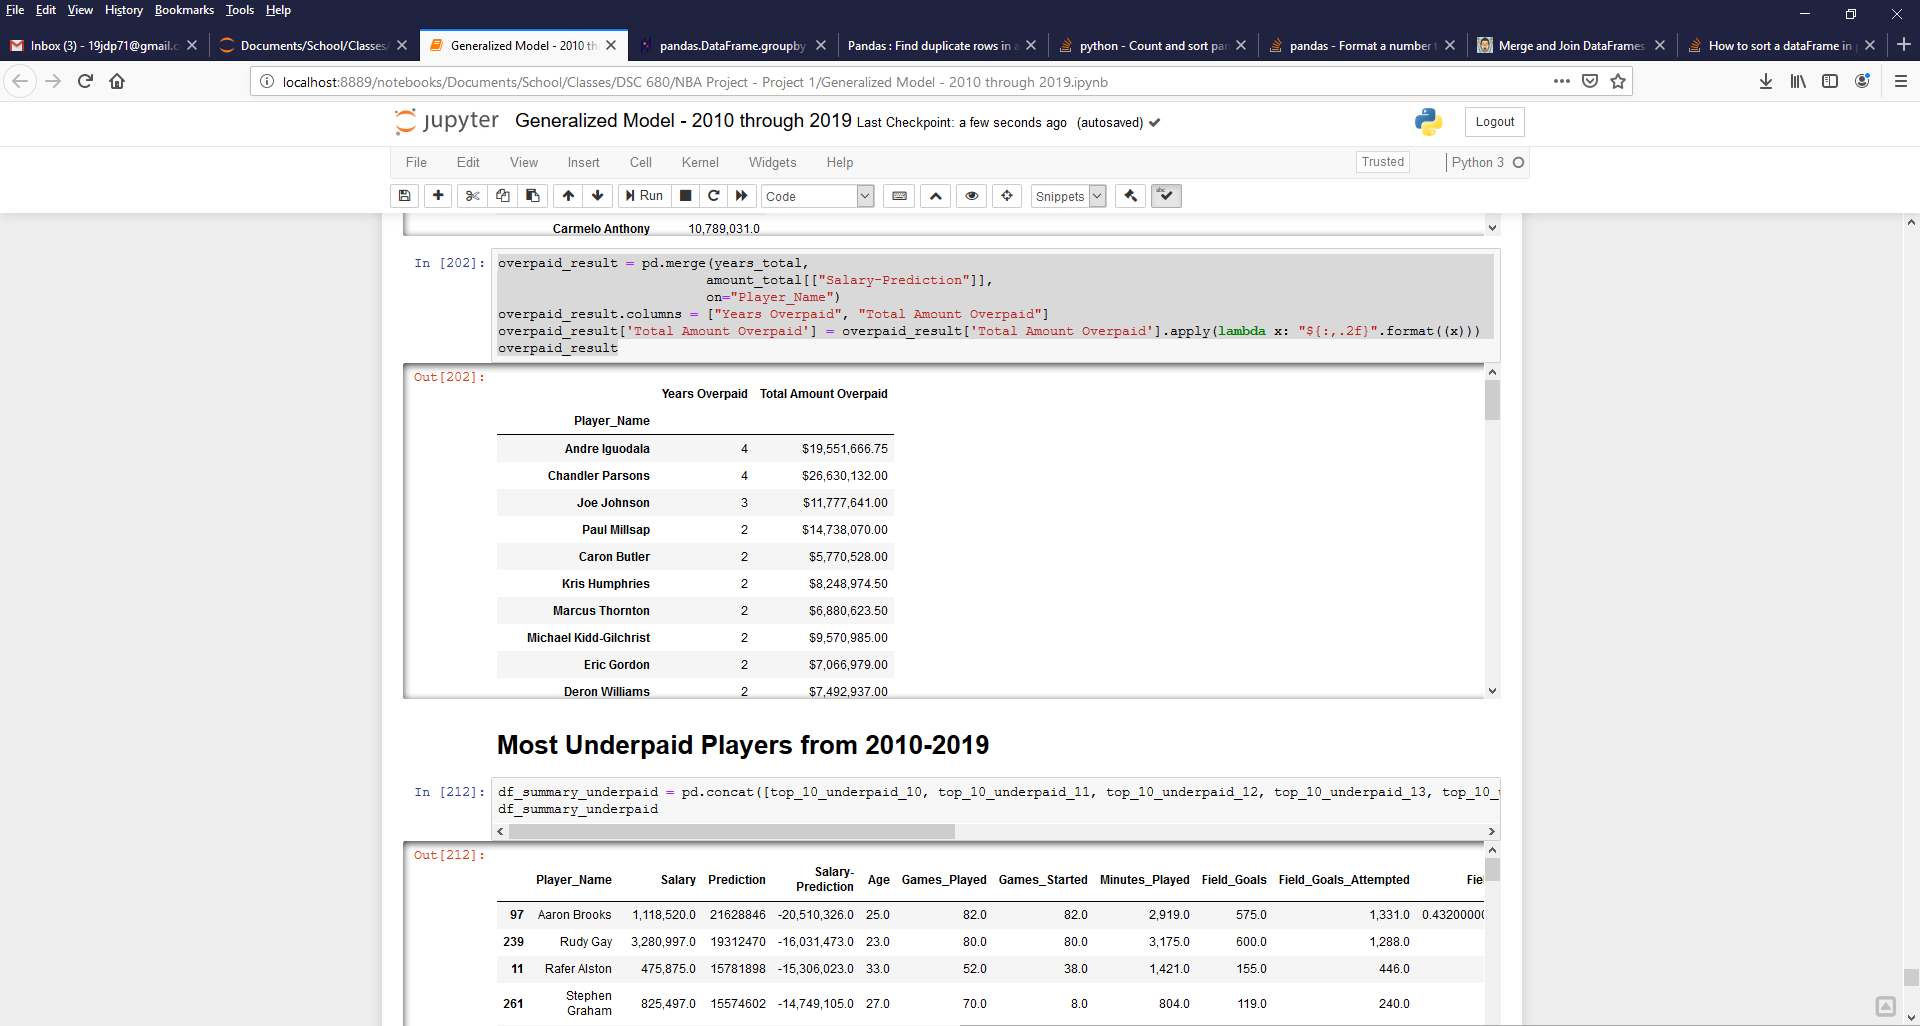 File Edit View History Bookmarks Tools Help
Inbox (3) - 19jdp71@gmail.c
Documents/School/Classes/
Generalized Model - 2010 th
pandas.DataFrame.groupby
Pandas : Find duplicate rows in a
python - Count and sort pan
pandas - Format a number t
Merge and Join DataFrames
How to sort a dataFrame in p
localhost:8889/notebooks/Documents/School/Classes/DSC 680/NBA Project - Project 1/Generalized Model - 2010 through 2019.ipynb
jupyter Generalized Model - 2010 through 2019 Last Checkpoint: a few seconds ago (autosaved) Logout
File Edit View Insert Cell Kernel Widgets Help Trusted Python 3
Run Code Snippets abc
Carmelo Anthony 10,789,031.0
In [202]: overpaid_result = pd.merge(years_total,
amount_total[["Salary-Prediction"]],
on="Player_Name")
overpaid_result.columns = ["Years Overpaid", "Total Amount Overpaid"]
overpaid_result['Total Amount Overpaid'] = overpaid_result['Total Amount Overpaid'].apply(lambda x: "${:,.2f}".format((x)))
overpaid_result
Out[202]:
Years Overpaid Total Amount Overpaid
Player_Name
Andre Iguodala 4 $19,551,666.75
Chandler Parsons 4 $26,630,132.00
Joe Johnson 3 $11,777,641.00
Paul Millsap 2 $14,738,070.00
Caron Butler 2 $5,770,528.00
Kris Humphries 2 $8,248,974.50
Marcus Thornton 2 $6,880,623.50
Michael Kidd-Gilchrist 2 $9,570,985.00
Eric Gordon 2 $7,066,979.00
Deron Williams 2 $7,492,937.00
Most Underpaid Players from 2010-2019
In [212]: df_summary_underpaid = pd.concat([top_10_underpaid_10, top_10_underpaid_11, top_10_underpaid_12, top_10_underpaid_13, top_10_
df_summary_underpaid
Out[212]:
Player_Name Salary Prediction Salary-Prediction Age Games_Played Games_Started Minutes_Played Field_Goals Field_Goals_Attempted Fie
97 Aaron Brooks 1,118,520.0 21628846 -20,510,326.0 25.0 82.0 82.0 2,919.0 575.0 1,331.0 0.4320000
239 Rudy Gay 3,280,997.0 19312470 -16,031,473.0 23.0 80.0 80.0 3,175.0 600.0 1,288.0
11 Rafer Alston 475,875.0 15781898 -15,306,023.0 33.0 52.0 38.0 1,421.0 155.0 446.0
261 Stephen Graham 825,497.0 15574602 -14,749,105.0 27.0 70.0 8.0 804.0 119.0 240.0